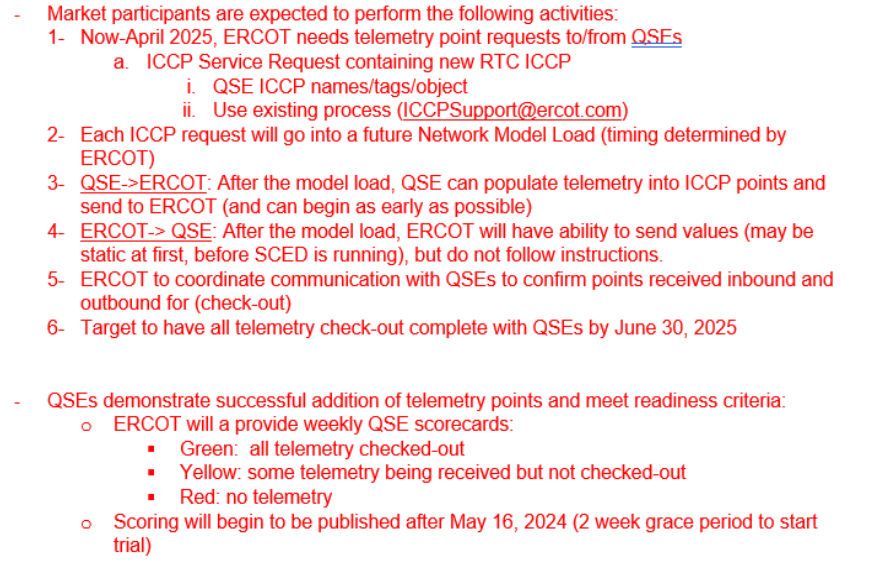 - Market participants are expected to perform the following activities:
1- Now-April 2025, ERCOT needs telemetry point requests to/from QSEs
a. ICCP Service Request containing new RTC ICCP
i. QSE ICCP names/tags/object
ii. Use existing process (ICCPSupport@ercot.com)
2- Each ICCP request will go into a future Network Model Load (timing determined by
ERCOT)
3- QSE->ERCOT: After the model load, QSE can populate telemetry into ICCP points and
send to ERCOT (and can begin as early as possible)
4- ERCOT-> QSE: After the model load, ERCOT will have ability to send values (may be
static at first, before SCED is running), but do not follow instructions.
5- ERCOT to coordinate communication with QSEs to confirm points received inbound and
outbound for (check-out)
6- Target to have all telemetry check-out complete with QSEs by June 30, 2025
- QSEs demonstrate successful addition of telemetry points and meet readiness criteria:
o ERCOT will a provide weekly QSE scorecards:
▪ Green: all telemetry checked-out
▪ Yellow: some telemetry being received but not checked-out
▪ Red: no telemetry
o Scoring will begin to be published after May 16, 2024 (2 week grace period to start
trial)